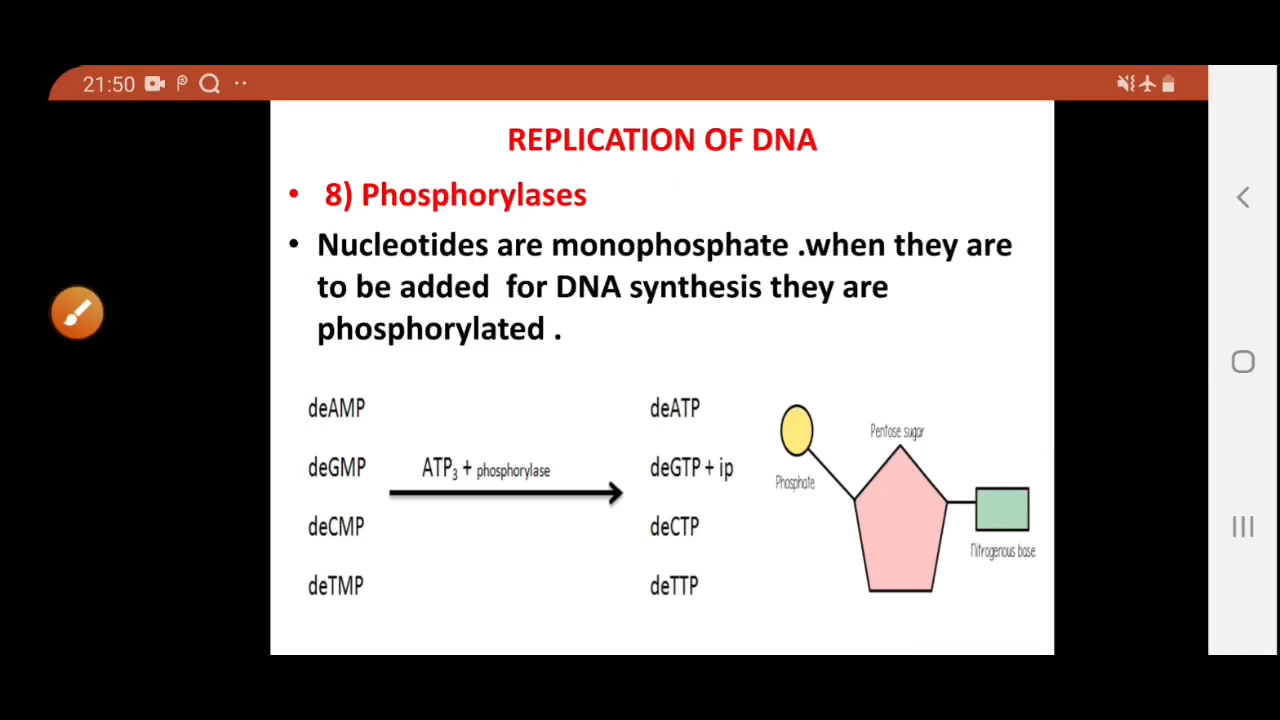 21:50
REPLICATION OF DNA
• 8) Phosphorylases
• Nucleotides are monophosphate .when they are
to be added for DNA synthesis they are
phosphorylated .
deAMP
deGMP
deCMP
deTMP
ATP₃ + phosphorylase
deATP
deGTP + ip
deCTP
deTTP
Phosphate
Pentose sugar
Nitrogenous base